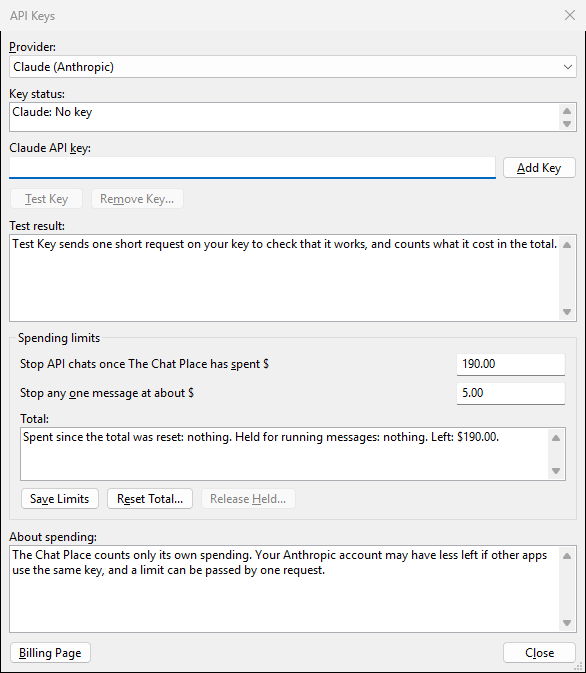 API Keys
Provider:
Claude (Anthropic)
Key status:
Claude: No key
Claude API key:
Add Key
Test Key
Remove Key...
Test result:
Test Key sends one short request on your key to check that it works, and counts what it cost in the total.
Spending limits
Stop API chats once The Chat Place has spent $
190.00
Stop any one message at about $
5.00
Total:
Spent since the total was reset: nothing. Held for running messages: nothing. Left: $190.00.
Save Limits
Reset Total...
Release Held...
About spending:
The Chat Place counts only its own spending. Your Anthropic account may have less left if other apps
use the same key, and a limit can be passed by one request.
Billing Page
Close